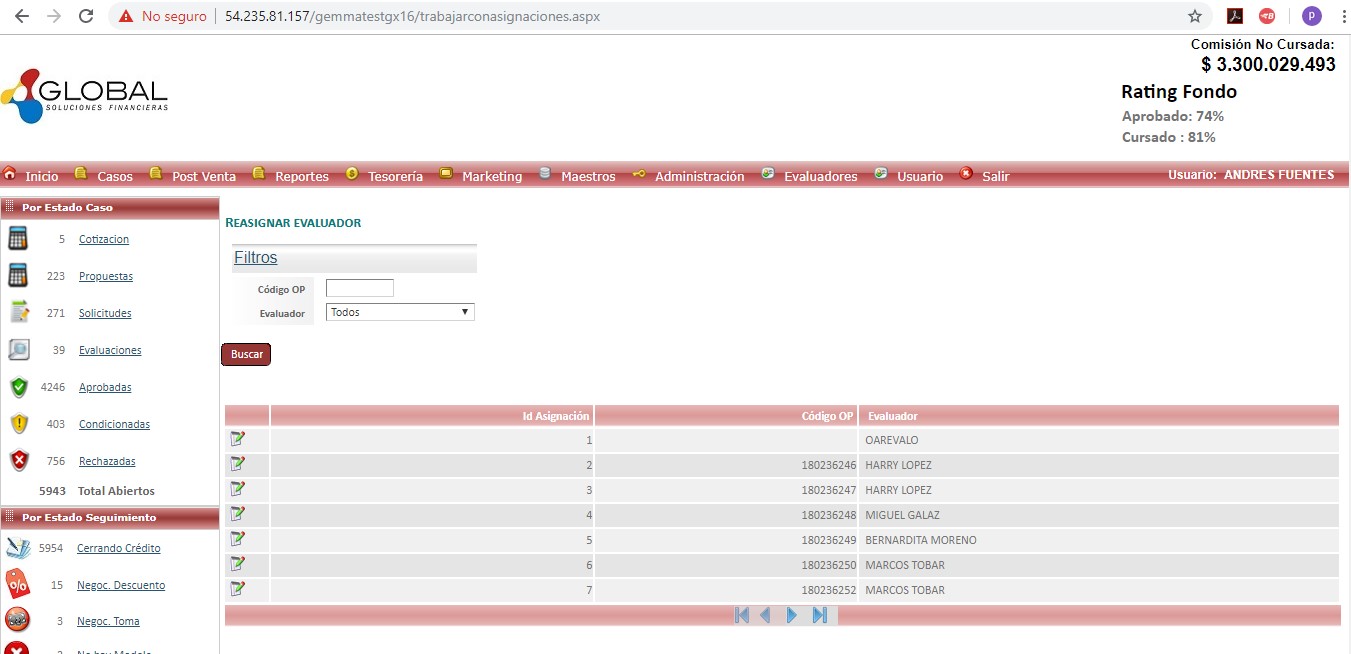 No seguro
54.235.81.157/gemmatestgx16/trabajarconasignaciones.aspx
p
GLOBAL
SOLUCIONES FINANCIERAS
Comisión No Cursada:
$ 3.300.029.493
Rating Fondo
Aprobado: 74%
Cursado : 81%
Inicio Casos Post Venta Reportes Tesorería Marketing Maestros Administración Evaluadores Usuario Salir Usuario: ANDRES FUENTES
Por Estado Caso
5 Cotizacion
223 Propuestas
271 Solicitudes
39 Evaluaciones
4246 Aprobadas
403 Condicionadas
756 Rechazadas
5943 Total Abiertos
Por Estado Seguimiento
5954 Cerrando Crédito
15 Negoc. Descuento
3 Negoc. Toma
REASIGNAR EVALUADOR
Filtros
Código OP
Evaluador Todos
Buscar
Id Asignación Código OP Evaluador
1 OAREVALO
2 180236246 HARRY LOPEZ
3 180236247 HARRY LOPEZ
4 180236248 MIGUEL GALAZ
5 180236249 BERNARDITA MORENO
6 180236250 MARCOS TOBAR
7 180236252 MARCOS TOBAR